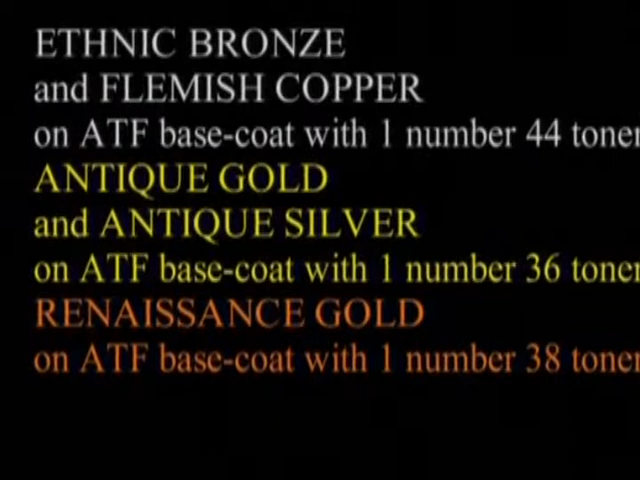 ETHNIC BRONZE
and FLEMISH COPPER
on ATF base-coat with 1 number 44 toner
ANTIQUE GOLD
and ANTIQUE SILVER
on ATF base-coat with 1 number 36 toner
RENAISSANCE GOLD
on ATF base-coat with 1 number 38 toner